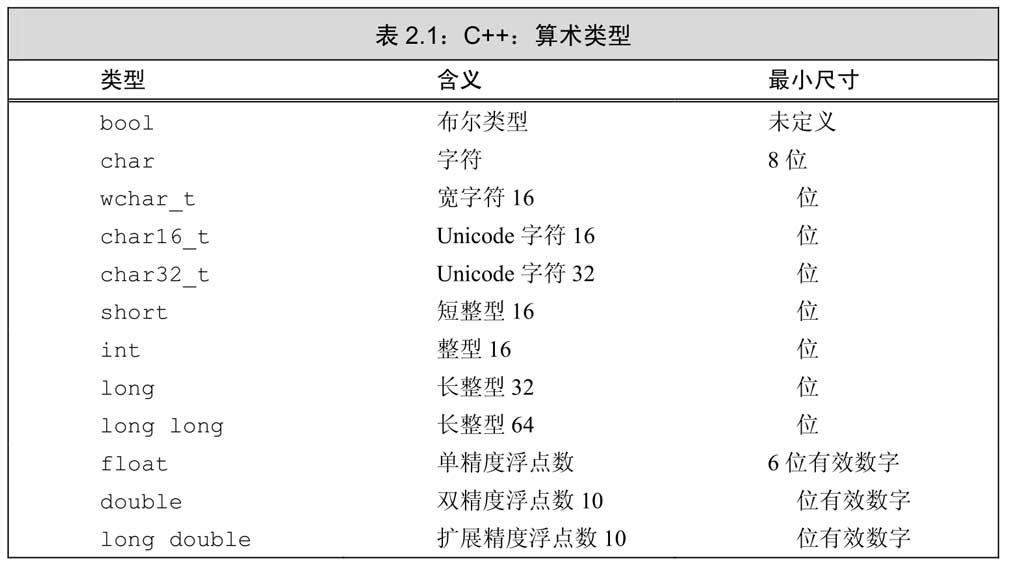 表 2.1：C++：算术类型
类型 含义 最小尺寸
bool 布尔类型 未定义
char 字符 8 位
wchar_t 宽字符 16 位
char16_t Unicode 字符 16 位
char32_t Unicode 字符 32 位
short 短整型 16 位
int 整型 16 位
long 长整型 32 位
long long 长整型 64 位
float 单精度浮点数 6 位有效数字
double 双精度浮点数 10 位有效数字
long double 扩展精度浮点数 10 位有效数字